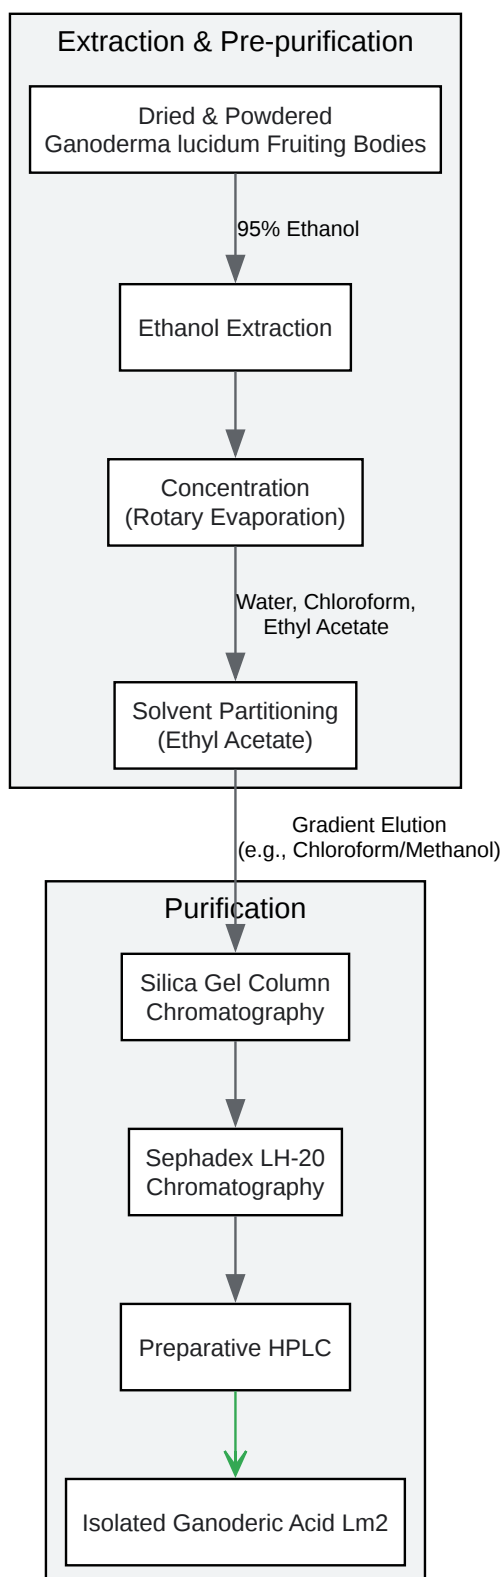 Extraction & Pre-purification
Dried & Powdered
Ganoderma lucidum Fruiting Bodies
95% Ethanol
Ethanol Extraction
Concentration
(Rotary Evaporation)
Water, Chloroform,
Ethyl Acetate
Solvent Partitioning
(Ethyl Acetate)
Gradient Elution
(e.g., Chloroform/Methanol)
Purification
Silica Gel Column
Chromatography
Sephadex LH-20
Chromatography
Preparative HPLC
Isolated Ganoderic Acid Lm2